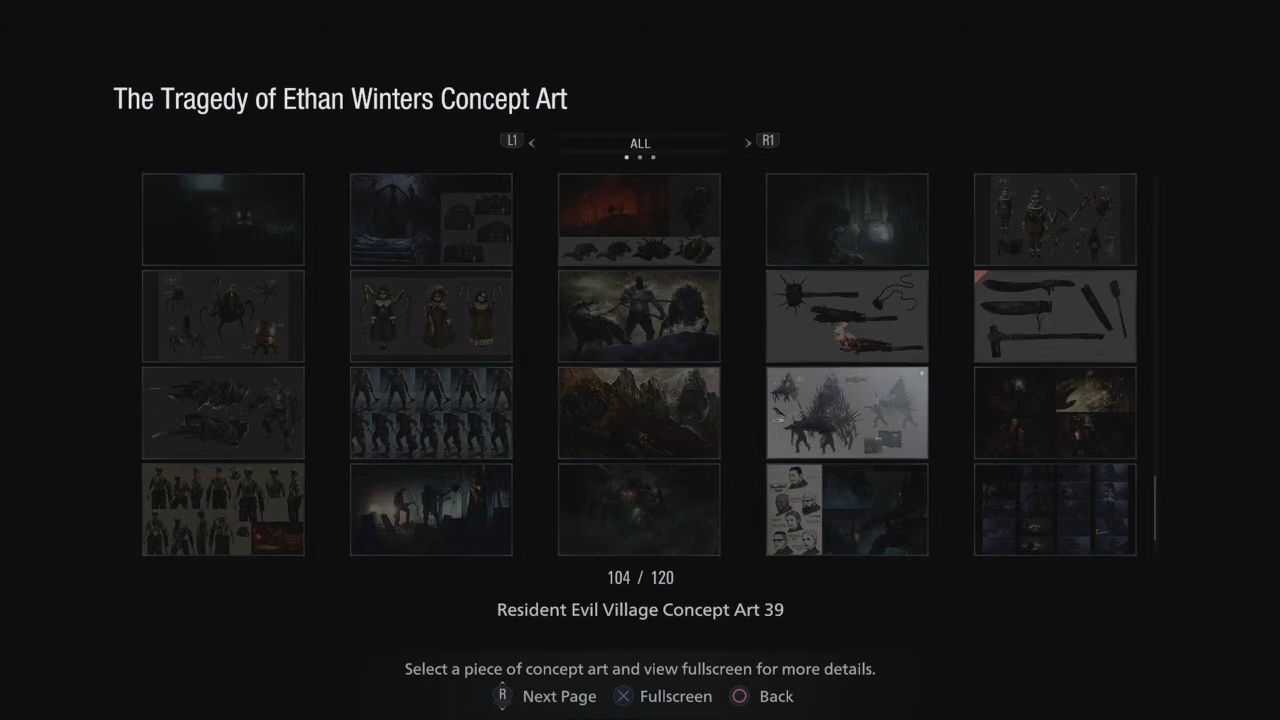 The Tragedy of Ethan Winters Concept Art
L1 < ALL > R1
104 / 120
Resident Evil Village Concept Art 39
Select a piece of concept art and view fullscreen for more details.
R Next Page Fullscreen Back